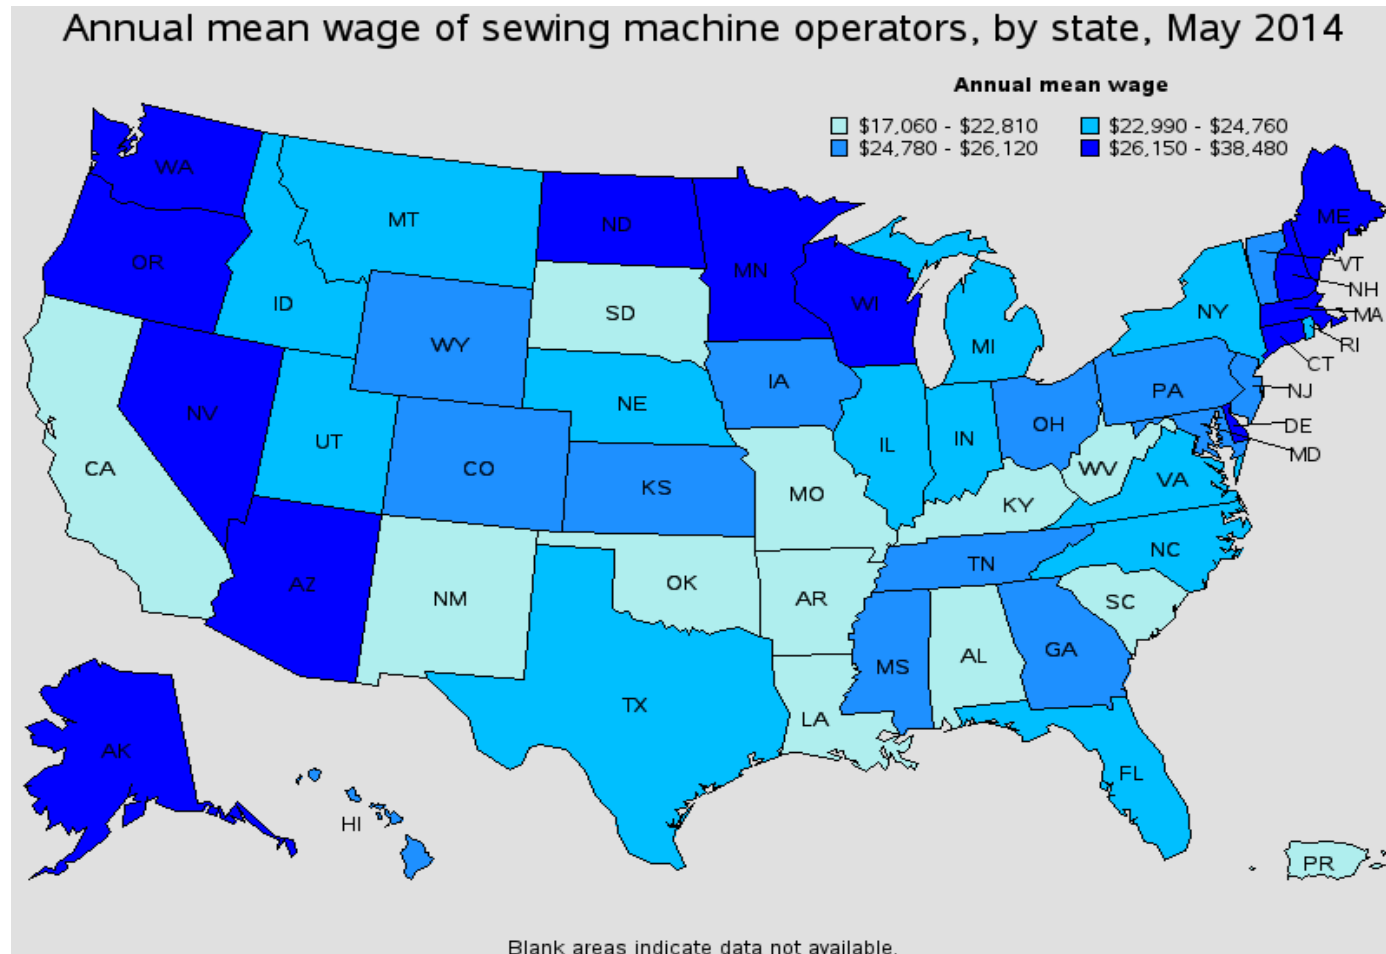 Annual mean wage of sewing machine operators, by state, May 2014
Annual mean wage
$17,060 - $22,810 $22,990 - $24,760
$24,780 - $26,120 $26,150 - $38,480
WA
MT
ND
ME
OR
MN
VT
ID
WI
NH
SD
NY
MA
WY
MI
RI
CT
IA
PA
NJ
NV
NE
UT
IL
IN
OH
DE
CA
CO
KS
MO
WV
VA
MD
KY
NC
AZ
NM
OK
AR
TN
SC
TX
LA
MS
AL
GA
AK
FL
HI
PR
Blank areas indicate data not available.